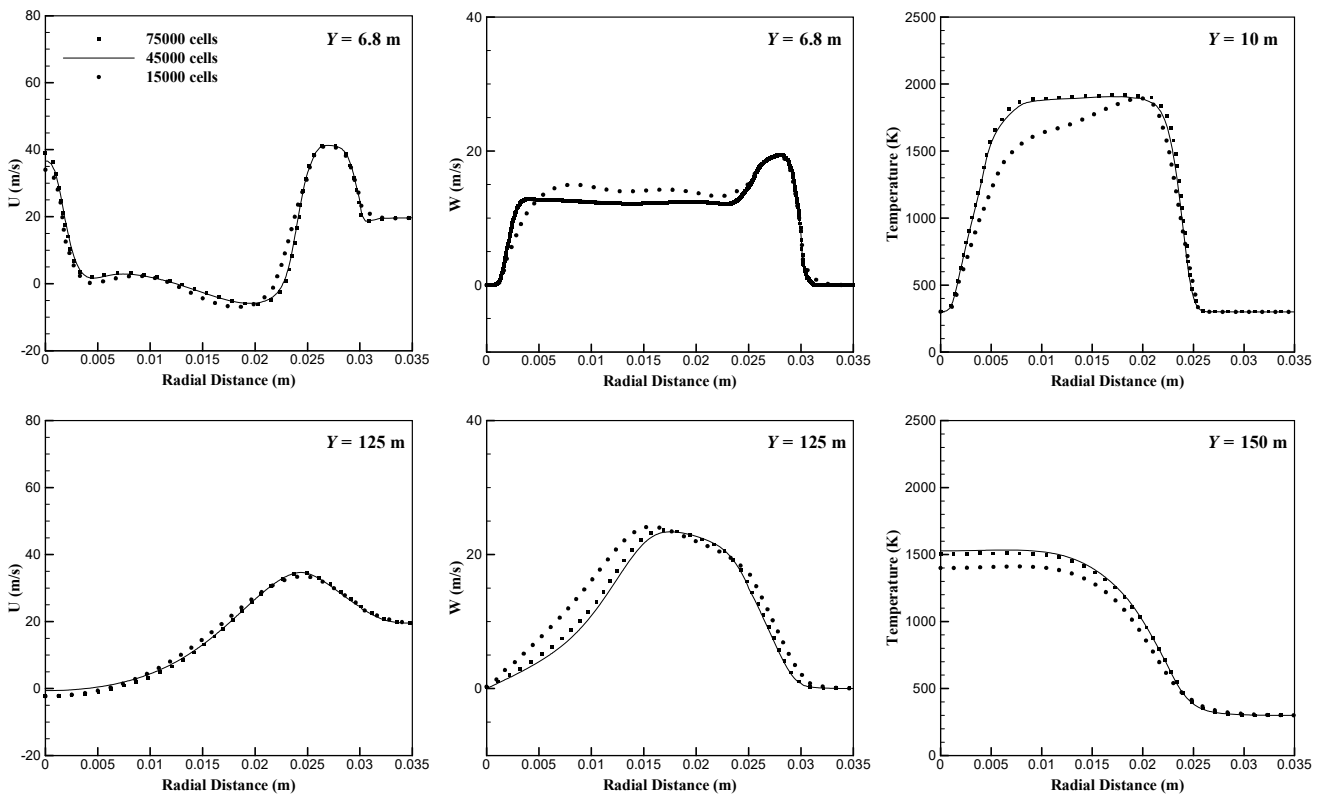 80
60
40
20
0
-20
U (m/s)
75000 cells
45000 cells
15000 cells
Y = 6.8 m
0 0.005 0.01 0.015 0.02 0.025 0.03 0.035
Radial Distance (m)
40
20
0
W (m/s)
Y = 6.8 m
0 0.005 0.01 0.015 0.02 0.025 0.03 0.035
Radial Distance (m)
2500
2000
1500
1000
500
0
Temperature (K)
Y = 10 m
0 0.005 0.01 0.015 0.02 0.025 0.03 0.035
Radial Distance (m)
80
60
40
20
0
-20
U (m/s)
Y = 125 m
0 0.005 0.01 0.015 0.02 0.025 0.03 0.035
Radial Distance (m)
40
20
0
W (m/s)
Y = 125 m
0 0.005 0.01 0.015 0.02 0.025 0.03 0.035
Radial Distance (m)
2500
2000
1500
1000
500
0
Temperature (K)
Y = 150 m
0 0.005 0.01 0.015 0.02 0.025 0.03 0.035
Radial Distance (m)